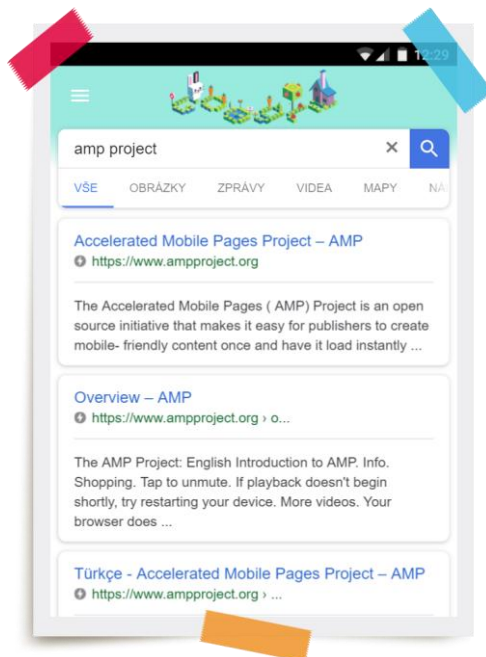 12:29
amp project
VŠE OBRÁZKY ZPRÁVY VIDEA MAPY
Accelerated Mobile Pages Project – AMP
https://www.ampproject.org
The Accelerated Mobile Pages ( AMP) Project is an open
source initiative that makes it easy for publishers to create
mobile- friendly content once and have it load instantly ...
Overview – AMP
https://www.ampproject.org › o...
The AMP Project: English Introduction to AMP. Info.
Shopping. Tap to unmute. If playback doesn't begin
shortly, try restarting your device. More videos. Your
browser does ...
Türkçe - Accelerated Mobile Pages Project – AMP
https://www.ampproject.org › ...